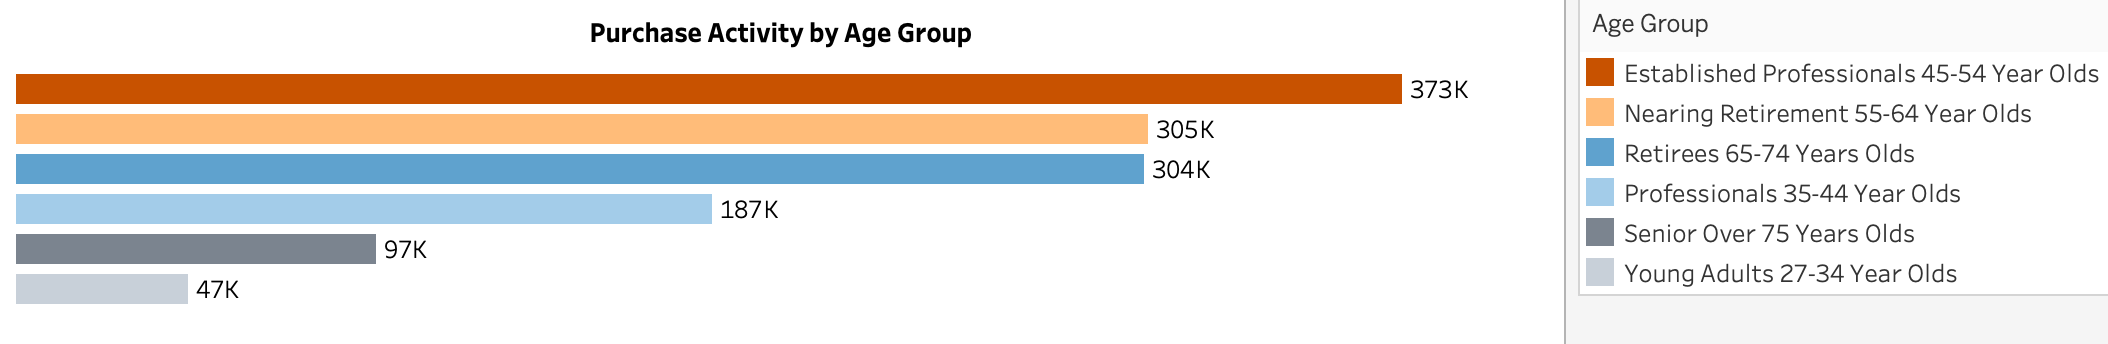 Purchase Activity by Age Group
373K
305K
304K
187K
97K
47K
Age Group
Established Professionals 45-54 Year Olds
Nearing Retirement 55-64 Year Olds
Retirees 65-74 Years Olds
Professionals 35-44 Year Olds
Senior Over 75 Years Olds
Young Adults 27-34 Year Olds